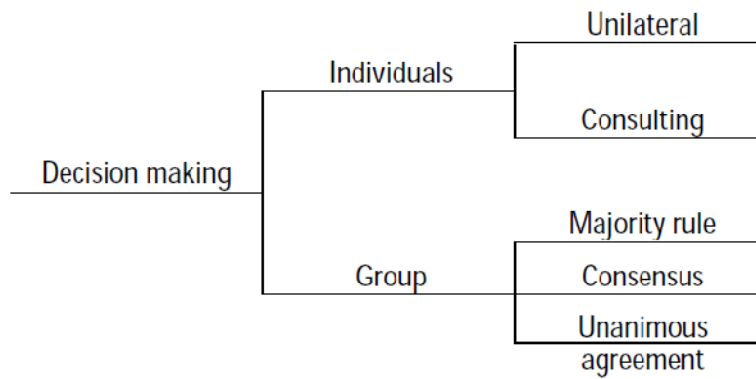 Unilateral
Individuals
Consulting
Decision making
Majority rule
Group
Consensus
Unanimous
agreement